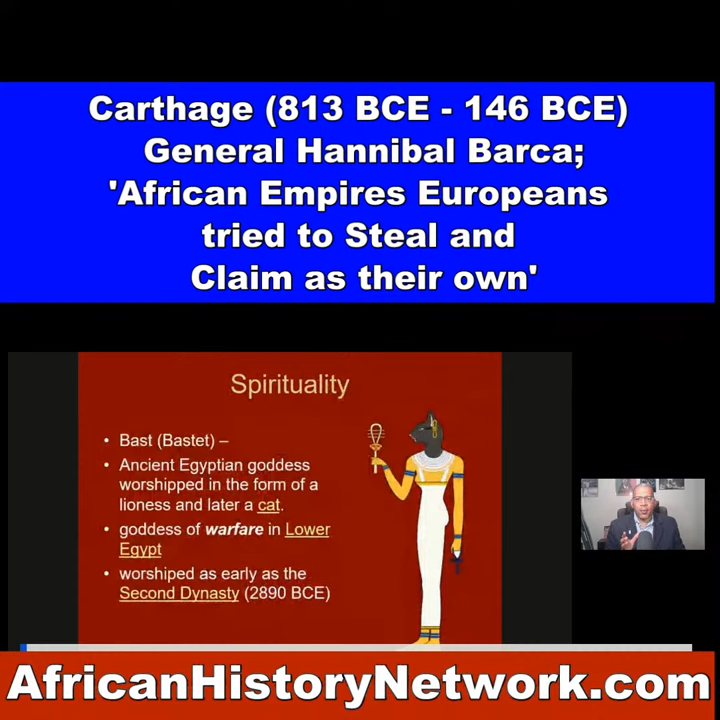 Carthage (813 BCE - 146 BCE)
General Hannibal Barca;
'African Empires Europeans
tried to Steal and
Claim as their own'
Spirituality
• Bast (Bastet) –
• Ancient Egyptian goddess
worshipped in the form of a
lioness and later a cat.
• goddess of warfare in Lower
Egypt
• worshiped as early as the
Second Dynasty (2890 BCE)
AfricanHistoryNetwork.com